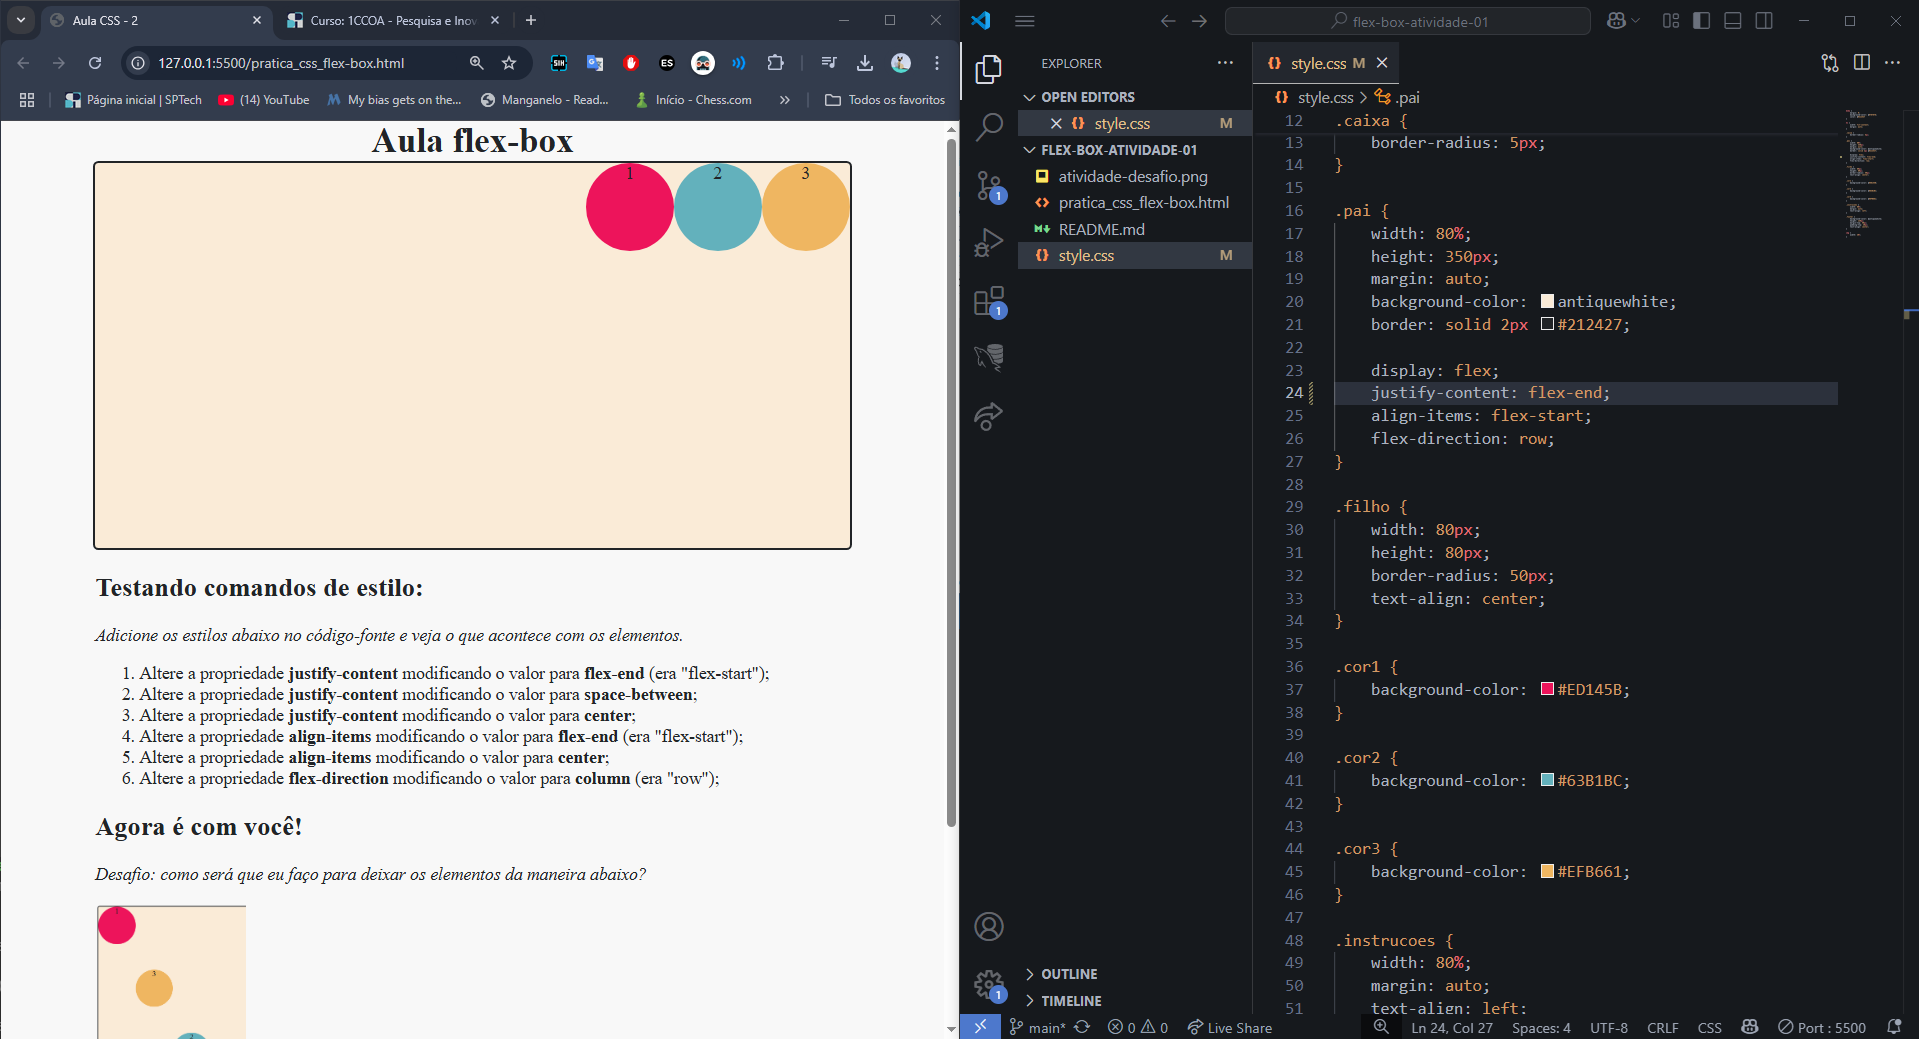 Aula CSS - 2
Curso: 1CCOA - Pesquisa e Inov
127.0.0.1:5500/pratica_css_flex-box.html
SIH
ES
Página inicial | SPTech
(14) YouTube
My bias gets on the...
Manganelo - Read...
Início - Chess.com
Todos os favoritos
Aula flex-box
1
2
3
Testando comandos de estilo:
Adicione os estilos abaixo no código-fonte e veja o que acontece com os elementos.
1. Altere a propriedade justify-content modificando o valor para flex-end (era "flex-start");
2. Altere a propriedade justify-content modificando o valor para space-between;
3. Altere a propriedade justify-content modificando o valor para center;
4. Altere a propriedade align-items modificando o valor para flex-end (era "flex-start");
5. Altere a propriedade align-items modificando o valor para center;
6. Altere a propriedade flex-direction modificando o valor para column (era "row");
Agora é com você!
Desafio: como será que eu faço para deixar os elementos da maneira abaixo?
1
3
2
flex-box-atividade-01
EXPLORER
OPEN EDITORS
style.css M
FLEX-BOX-ATIVIDADE-01
atividade-desafio.png
pratica_css_flex-box.html
README.md
style.css M
1
1
1
OUTLINE
TIMELINE
style.css M
style.css > .pai
12 .caixa {
13 border-radius: 5px;
14 }
15
16 .pai {
17 width: 80%;
18 height: 350px;
19 margin: auto;
20 background-color: antiquewhite;
21 border: solid 2px #212427;
22
23 display: flex;
24 justify-content: flex-end;
25 align-items: flex-start;
26 flex-direction: row;
27 }
28
29 .filho {
30 width: 80px;
31 height: 80px;
32 border-radius: 50px;
33 text-align: center;
34 }
35
36 .cor1 {
37 background-color: #ED145B;
38 }
39
40 .cor2 {
41 background-color: #63B1BC;
42 }
43
44 .cor3 {
45 background-color: #EFB661;
46 }
47
48 .instrucoes {
49 width: 80%;
50 margin: auto;
51 text-align: left;
main* 0 0 Live Share Ln 24, Col 27 Spaces: 4 UTF-8 CRLF CSS Port : 5500